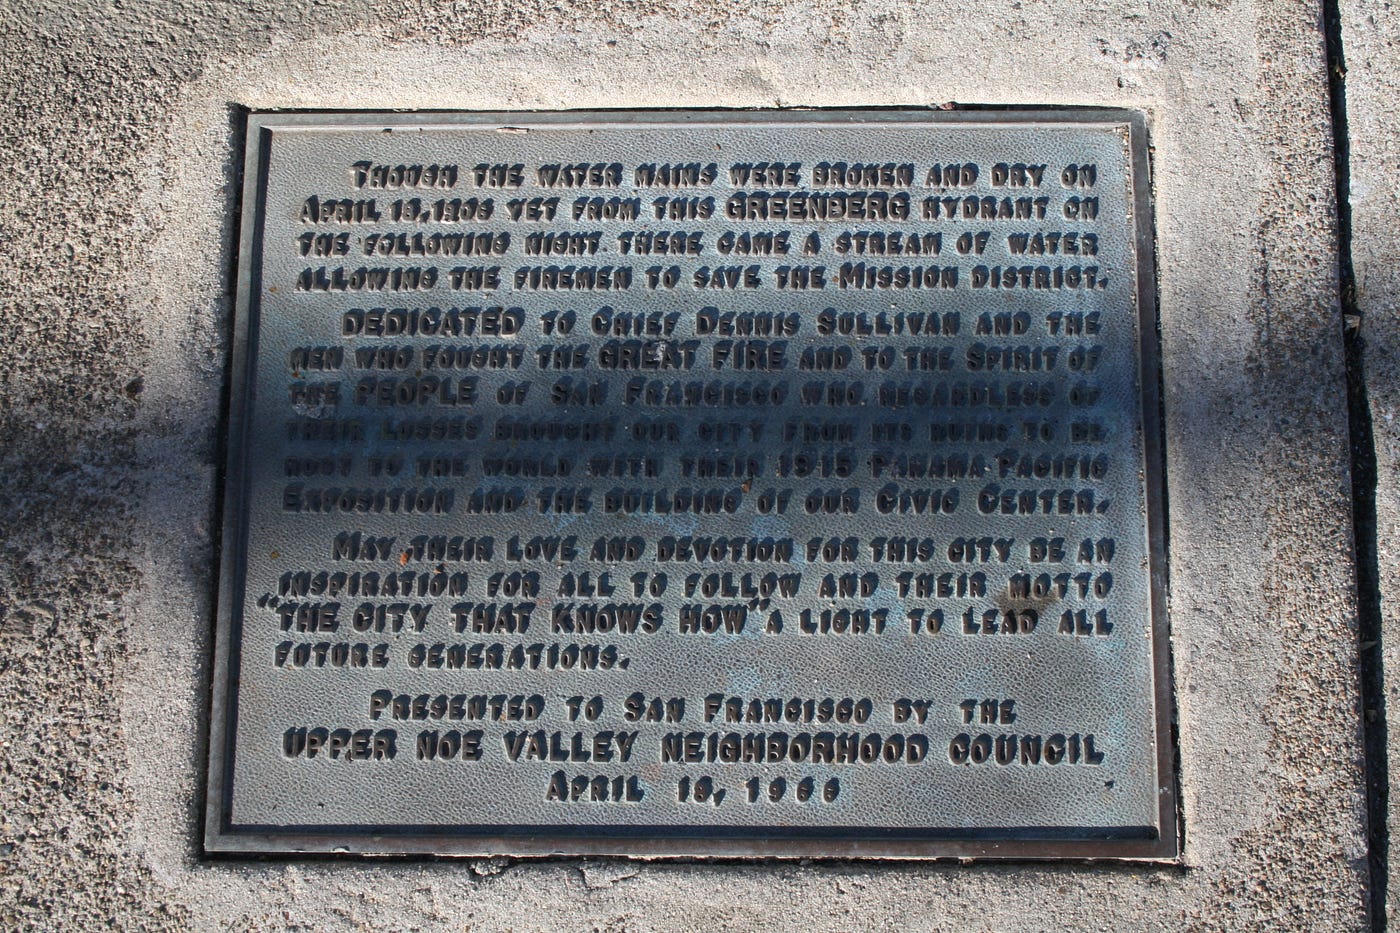 THOUGH THE WATER MAINS WERE BROKEN AND DRY ON
APRIL 18, 1906 YET FROM THIS GREENBERG HYDRANT ON
THE FOLLOWING NIGHT THERE CAME A STREAM OF WATER
ALLOWING THE FIREMEN TO SAVE THE MISSION DISTRICT.
DEDICATED TO CHIEF DENNIS SULLIVAN AND THE
MEN WHO FOUGHT THE GREAT FIRE AND TO THE SPIRIT OF
THE PEOPLE OF SAN FRANCISCO WHO REGARDLESS OF
THEIR LOSSES BROUGHT OUR CITY FROM ITS RUINS TO BE
HOST TO THE WORLD WITH THEIR 1915 PANAMA PACIFIC
EXPOSITION AND THE BUILDING OF OUR CIVIC CENTER.
MAY THEIR LOVE AND DEVOTION FOR THIS CITY BE AN
INSPIRATION FOR ALL TO FOLLOW AND THEIR MOTTO
"THE CITY THAT KNOWS HOW" A LIGHT TO LEAD ALL
FUTURE GENERATIONS.
PRESENTED TO SAN FRANCISCO BY THE
UPPER NOE VALLEY NEIGHBORHOOD COUNCIL
APRIL 18, 1966